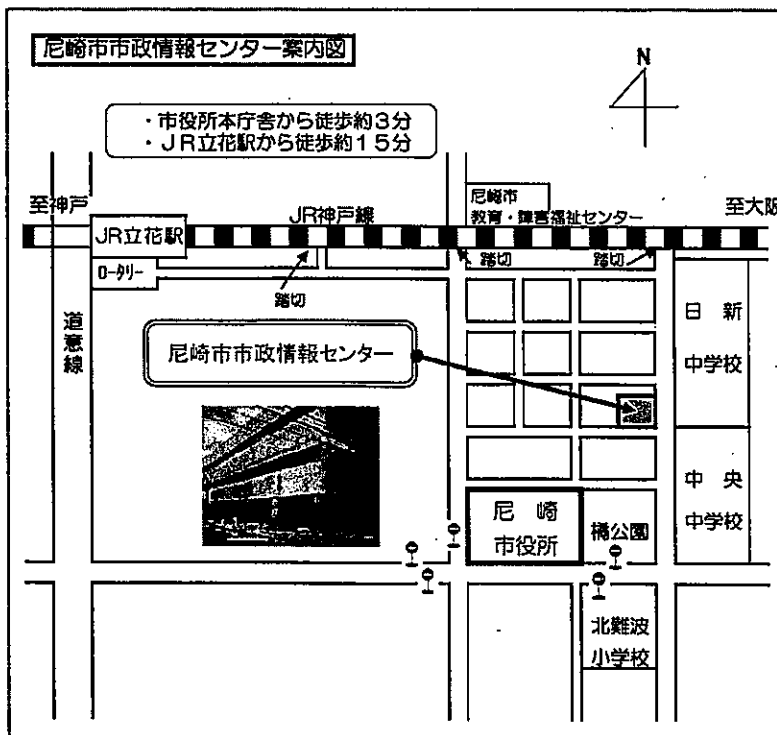 尼崎市市政情報センター案内図
N
・市役所本庁舎から徒歩約3分
・JR立花駅から徒歩約15分
至神戸
JR神戸線
尼崎市
教育・障害福祉センター
至大阪
JR立花駅
ロータリー
踏切
踏切
踏切
道意線
尼崎市市政情報センター
日新
中学校
中央
中学校
尼崎
市役所
橘公園
北難波
小学校